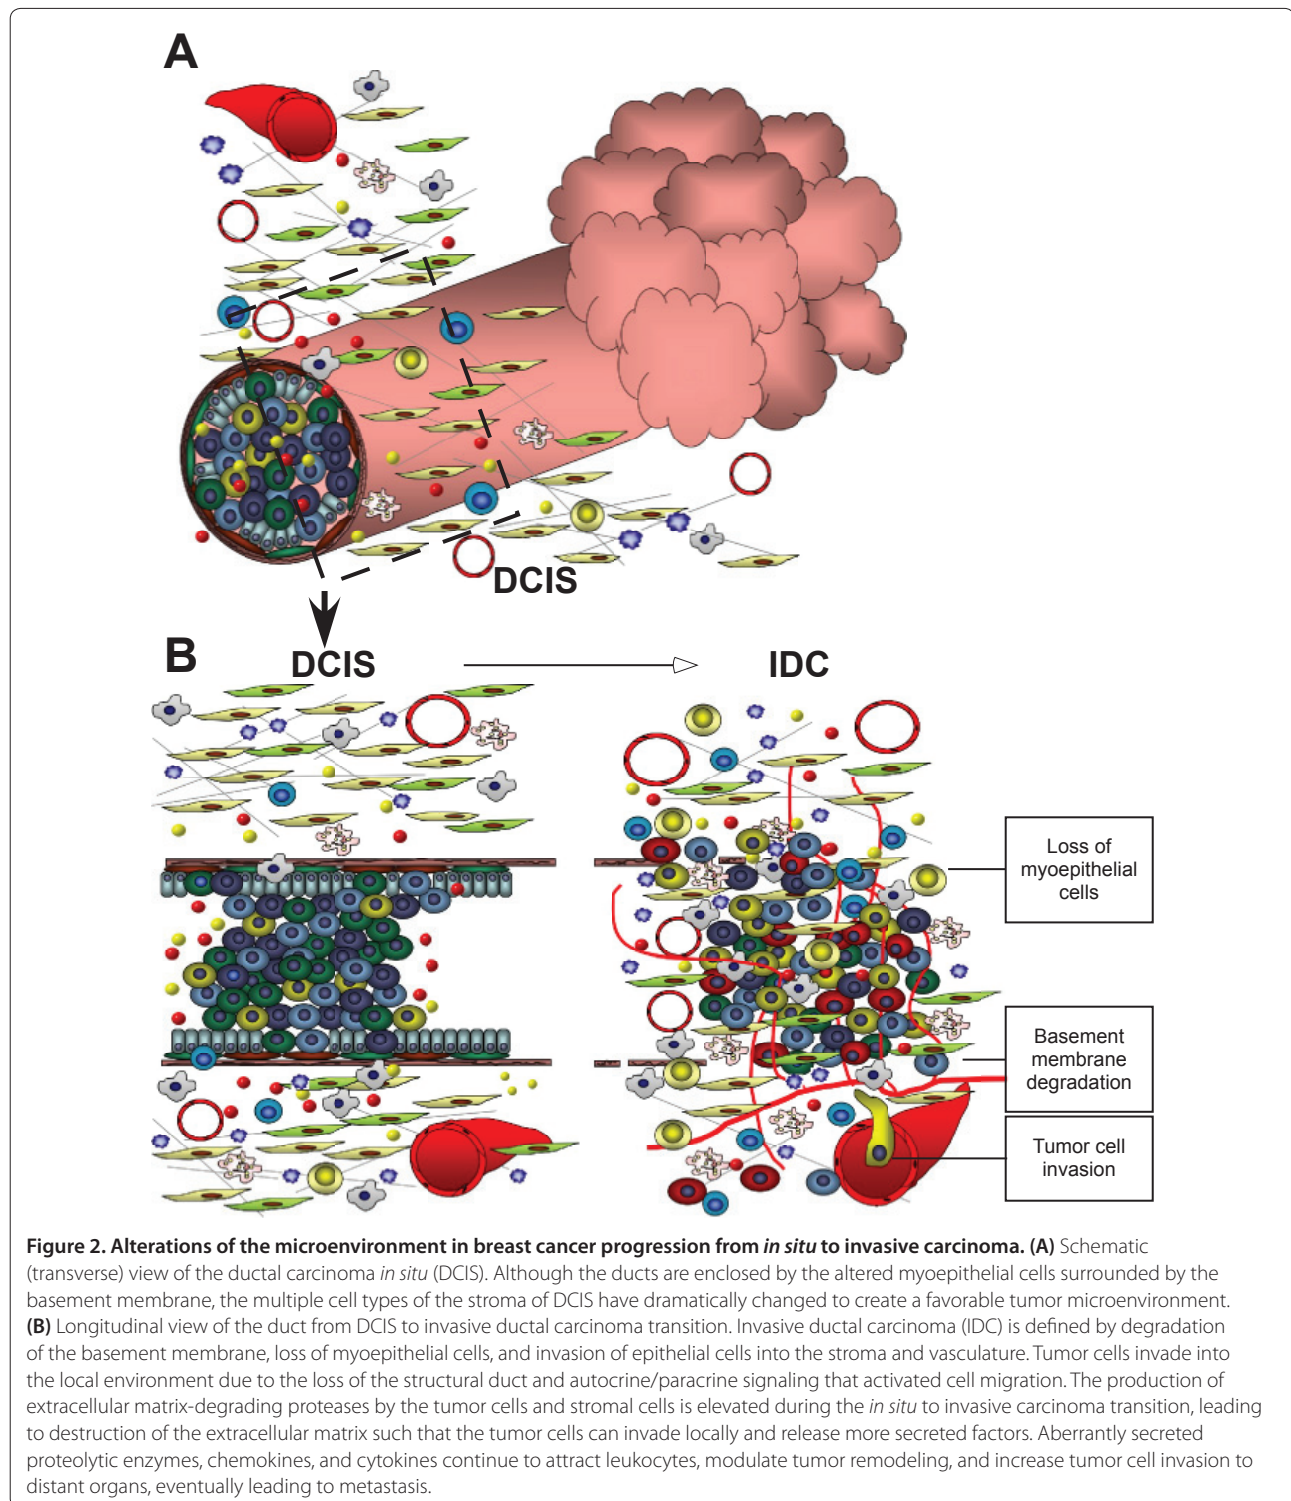 A
DCIS
B
DCIS
IDC
Loss of
myoepithelial
cells
Basement
membrane
degradation
Tumor cell
invasion
Figure 2. Alterations of the microenvironment in breast cancer progression from in situ to invasive carcinoma. (A) Schematic
(transverse) view of the ductal carcinoma in situ (DCIS). Although the ducts are enclosed by the altered myoepithelial cells surrounded by the
basement membrane, the multiple cell types of the stroma of DCIS have dramatically changed to create a favorable tumor microenvironment.
(B) Longitudinal view of the duct from DCIS to invasive ductal carcinoma transition. Invasive ductal carcinoma (IDC) is defined by degradation
of the basement membrane, loss of myoepithelial cells, and invasion of epithelial cells into the stroma and vasculature. Tumor cells invade into
the local environment due to the loss of the structural duct and autocrine/paracrine signaling that activated cell migration. The production of
extracellular matrix-degrading proteases by the tumor cells and stromal cells is elevated during the in situ to invasive carcinoma transition, leading
to destruction of the extracellular matrix such that the tumor cells can invade locally and release more secreted factors. Aberrantly secreted
proteolytic enzymes, chemokines, and cytokines continue to attract leukocytes, modulate tumor remodeling, and increase tumor cell invasion to
distant organs, eventually leading to metastasis.